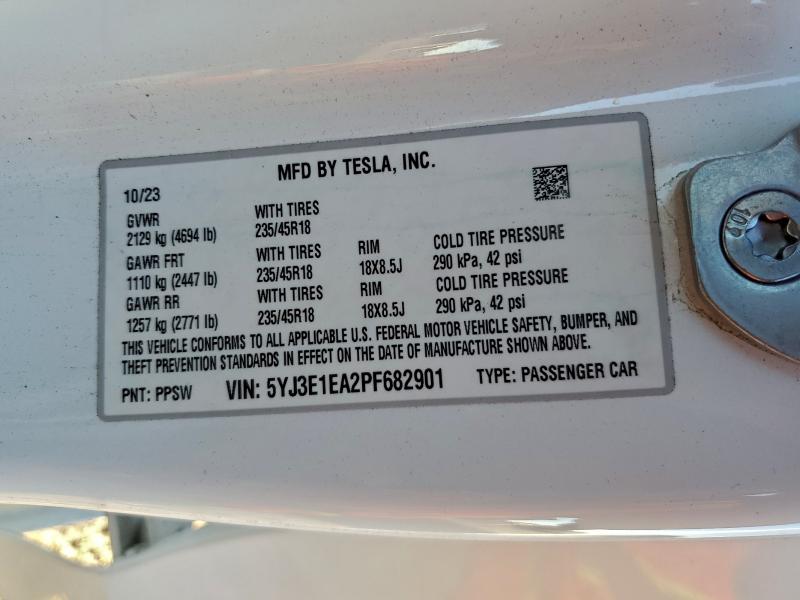 MFD BY TESLA, INC.
10/23
GVWR WITH TIRES
2129 kg (4694 lb) 235/45R18
GAWR FRT WITH TIRES RIM COLD TIRE PRESSURE
1110 kg (2447 lb) 235/45R18 18X8.5J 290 kPa, 42 psi
GAWR RR WITH TIRES RIM COLD TIRE PRESSURE
1257 kg (2771 lb) 235/45R18 18X8.5J 290 kPa, 42 psi
THIS VEHICLE CONFORMS TO ALL APPLICABLE U.S. FEDERAL MOTOR VEHICLE SAFETY, BUMPER, AND
THEFT PREVENTION STANDARDS IN EFFECT ON THE DATE OF MANUFACTURE SHOWN ABOVE.
PNT: PPSW VIN: 5YJ3E1EA2PF682901 TYPE: PASSENGER CAR